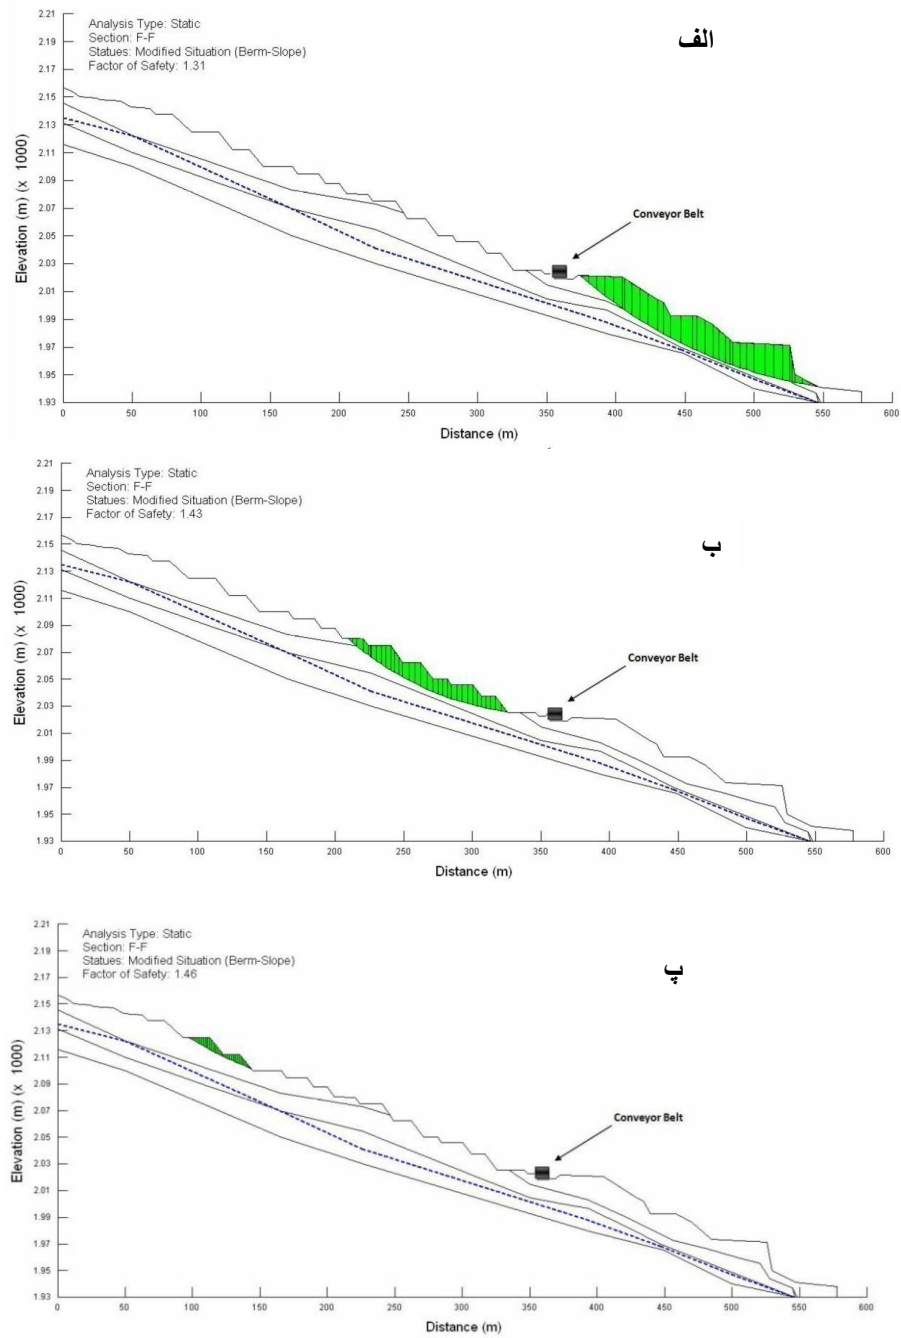 الف
Analysis Type: Static
Section: F-F
Statues: Modified Situation (Berm-Slope)
Factor of Safety: 1.31
Elevation (m) (x 1000)
2.21
2.19
2.17
2.15
2.13
2.11
2.09
2.07
2.05
2.03
2.01
1.99
1.97
1.95
1.93
Conveyor Belt
0 50 100 150 200 250 300 350 400 450 500 550 600
Distance (m)
ب
Analysis Type: Static
Section: F-F
Statues: Modified Situation (Berm-Slope)
Factor of Safety: 1.43
Elevation (m) (x 1000)
2.21
2.19
2.17
2.15
2.13
2.11
2.09
2.07
2.05
2.03
2.01
1.99
1.97
1.95
1.93
Conveyor Belt
0 50 100 150 200 250 300 350 400 450 500 550 600
Distance (m)
پ
Analysis Type: Static
Section: F-F
Statues: Modified Situation (Berm-Slope)
Factor of Safety: 1.46
Elevation (m) (x 1000)
2.21
2.19
2.17
2.15
2.13
2.11
2.09
2.07
2.05
2.03
2.01
1.99
1.97
1.95
1.93
Conveyor Belt
0 50 100 150 200 250 300 350 400 450 500 550 600
Distance (m)